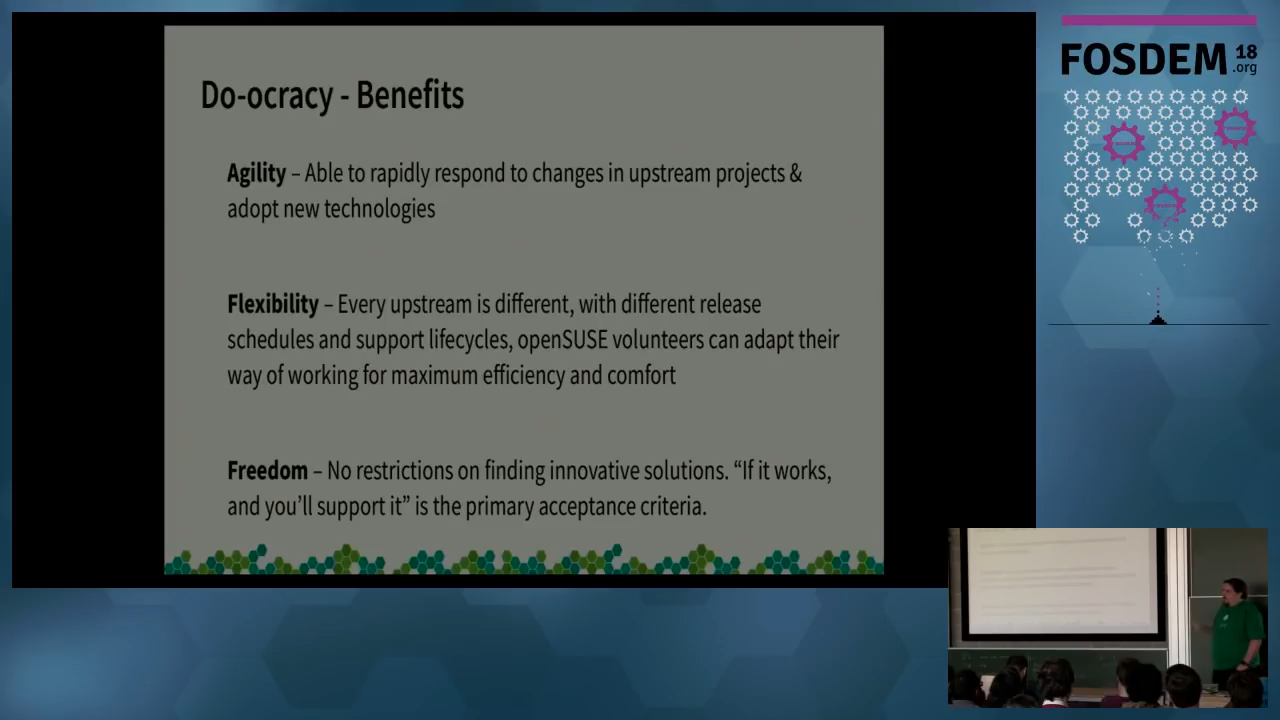 Do-ocracy - Benefits
Agility – Able to rapidly respond to changes in upstream projects &
adopt new technologies
Flexibility – Every upstream is different, with different release
schedules and support lifecycles, openSUSE volunteers can adapt their
way of working for maximum efficiency and comfort
Freedom – No restrictions on finding innovative solutions. “If it works,
and you’ll support it” is the primary acceptance criteria.
FOSDEM 18
.org